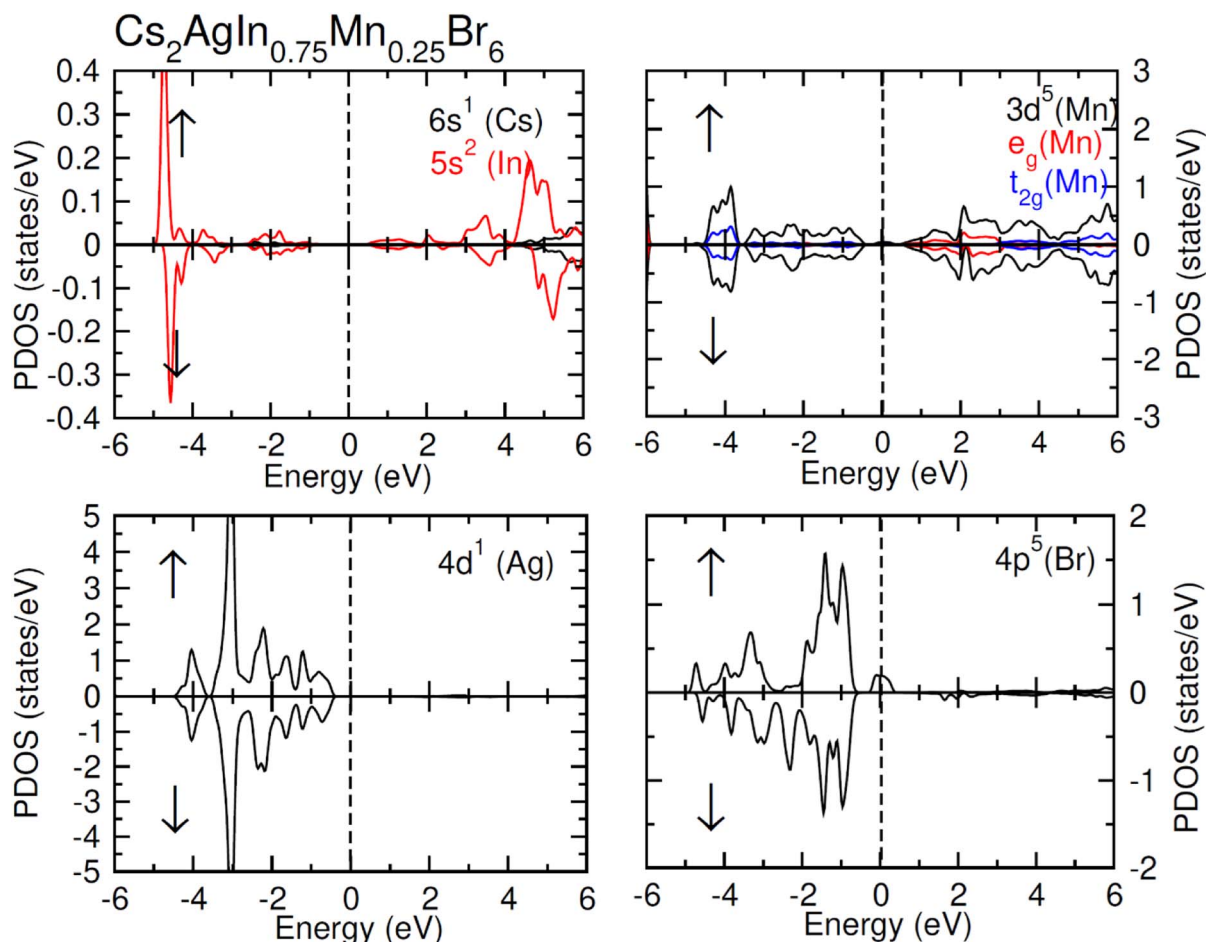 Cs₂AgIn₀.₇₅Mn₀.₂₅Br₆
PDOS (states/eV)
0.4
0.3
0.2
0.1
0
-0.1
-0.2
-0.3
-0.4
6s¹ (Cs)
5s² (In)
-6 -4 -2 0 2 4 6
Energy (eV)
3d⁵(Mn)
e_g(Mn)
t₂g(Mn)
3
2
1
0
-1
-2
-3
PDOS (states/eV)
-6 -4 -2 0 2 4 6
Energy (eV)
PDOS (states/eV)
5
4
3
2
1
0
-1
-2
-3
-4
-5
4d¹ (Ag)
-6 -4 -2 0 2 4 6
Energy (eV)
4p⁵(Br)
2
1
0
-1
-2
PDOS (states/eV)
-6 -4 -2 0 2 4 6
Energy (eV)